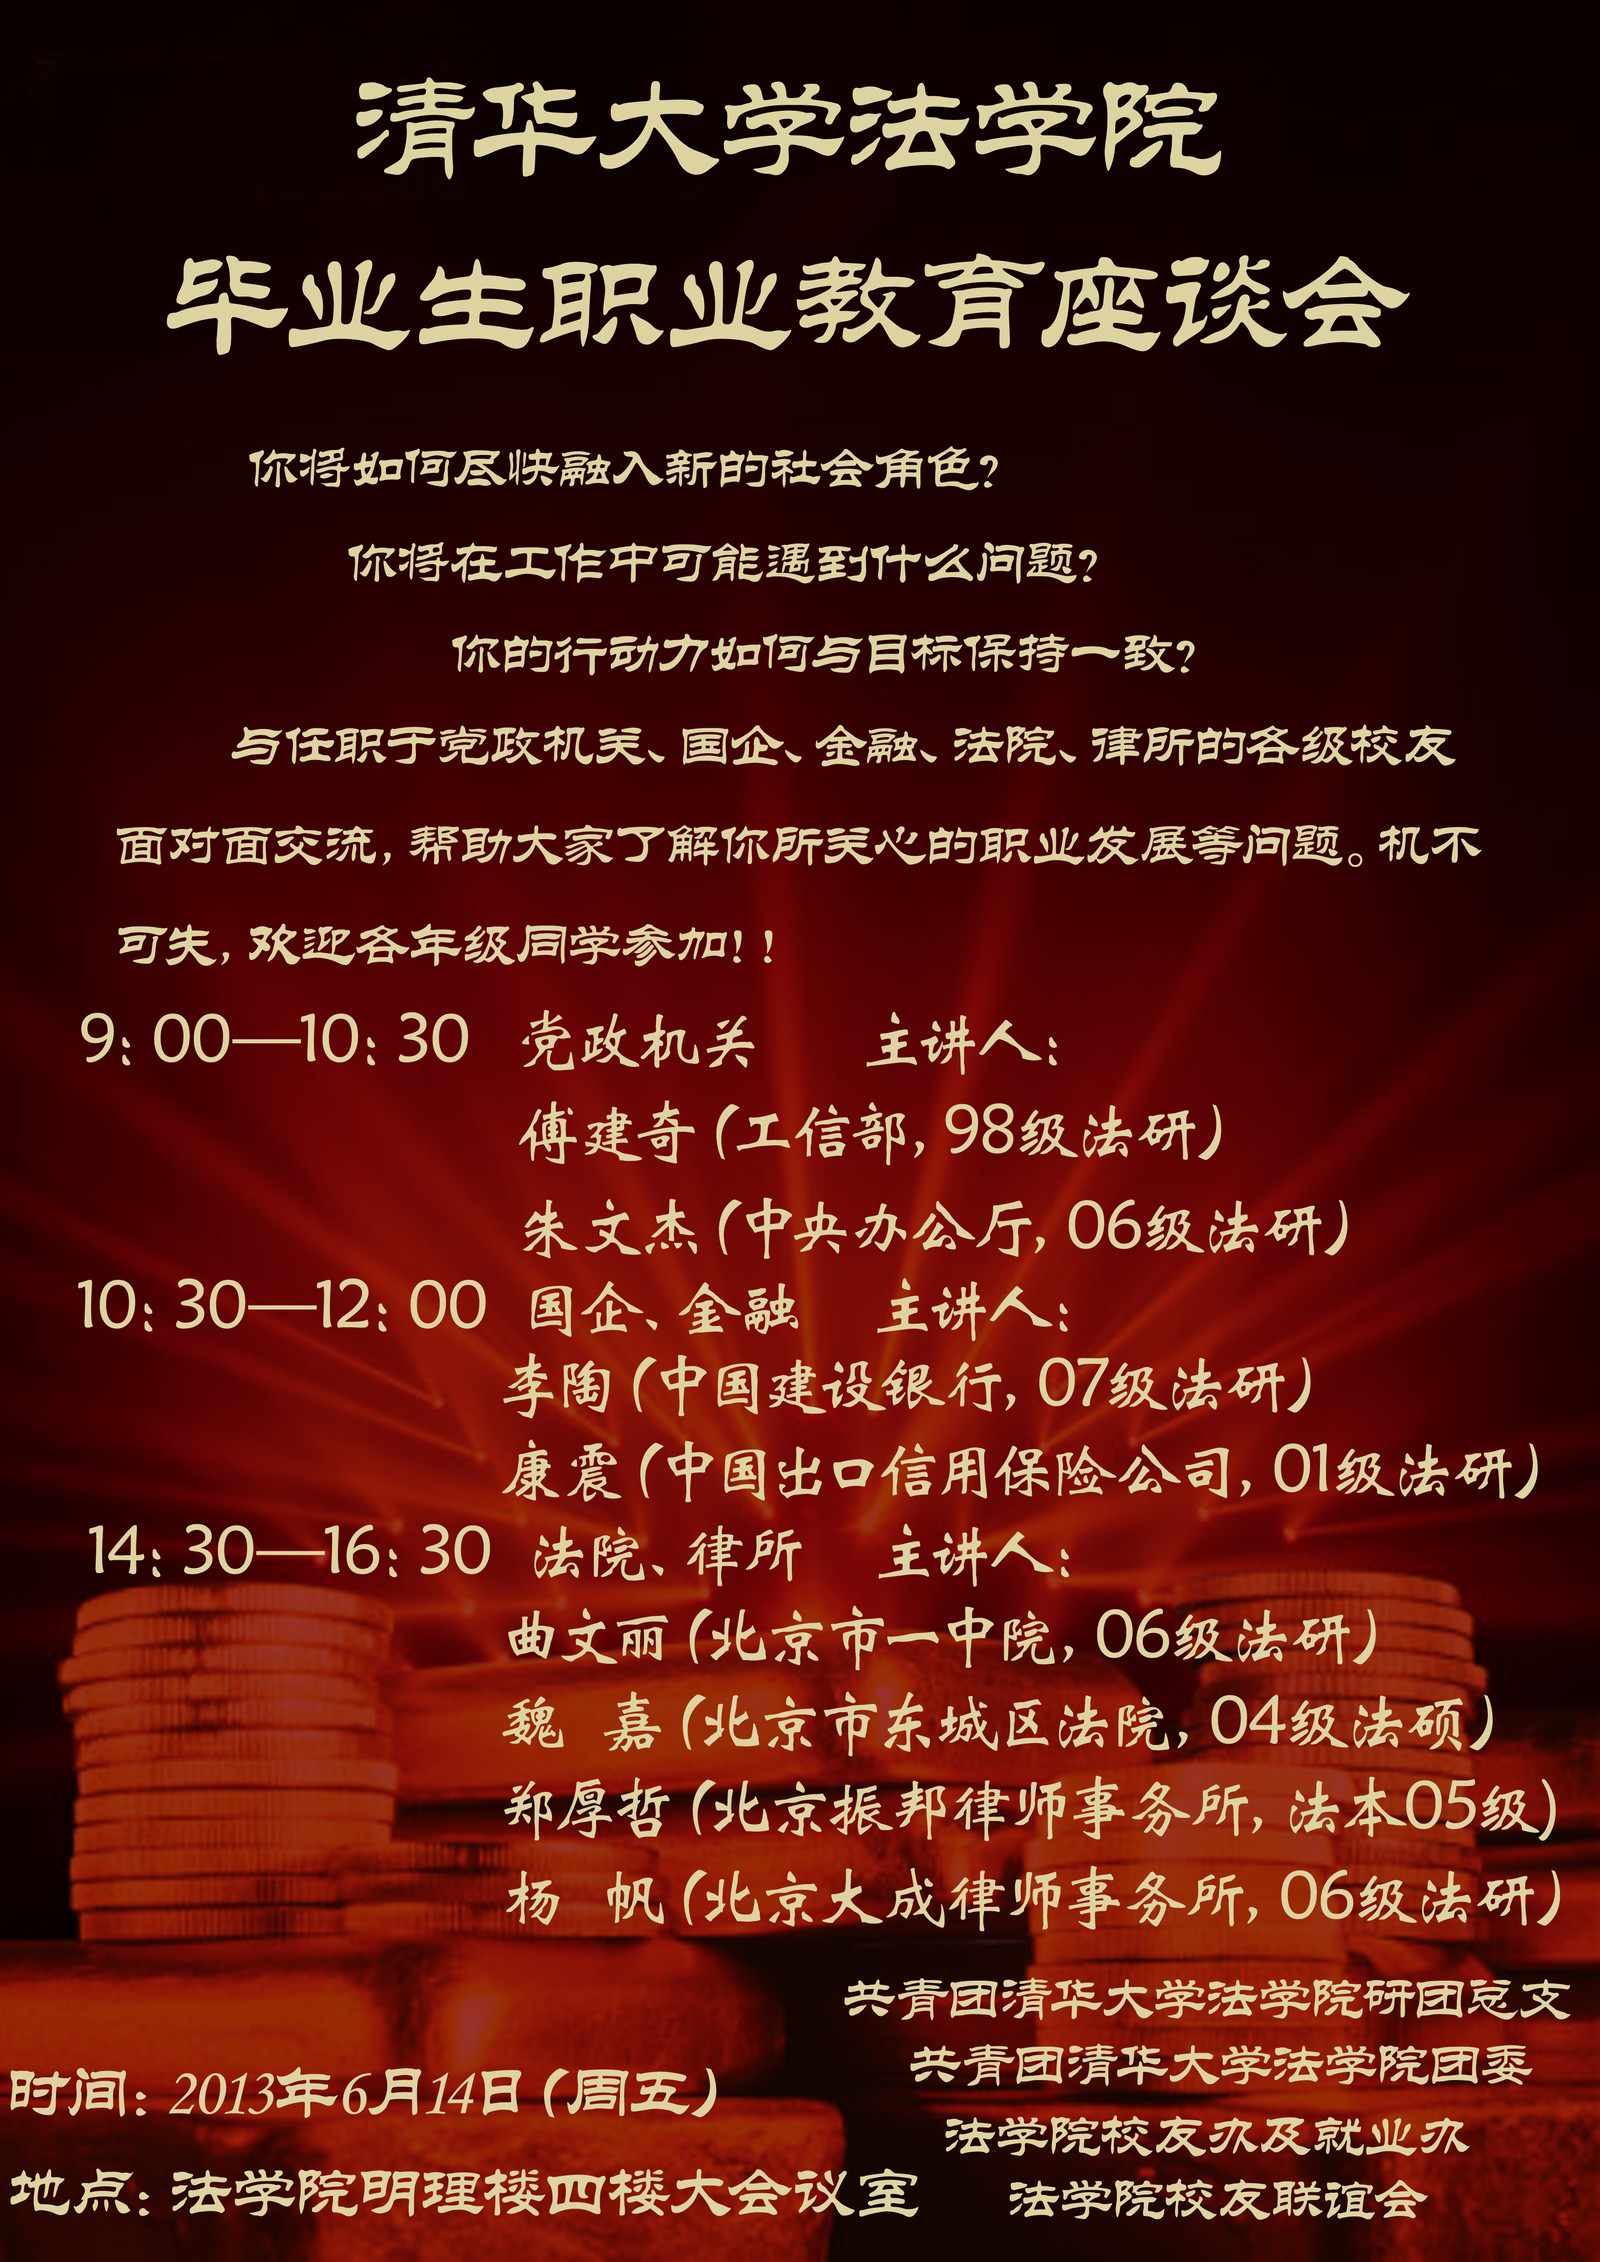 清华大学法学院
毕业生职业教育座谈会
你将如何尽快融入新的社会角色?
你将在工作中可能遇到什么问题?
你的行动力如何与目标保持一致?
与任职于党政机关、国企、金融、法院、律所的各级校友
面对面交流，帮助大家了解你所关心的职业发展等问题。机不
可失，欢迎各年级同学参加！！
9：00—10：30 党政机关 主讲人：
傅建奇（工信部，98级法研）
朱文杰（中央办公厅，06级法研）
10：30—12：00 国企、金融 主讲人：
李陶（中国建设银行，07级法研）
康震（中国出口信用保险公司，01级法研）
14：30—16：30 法院、律所 主讲人：
曲文丽（北京市一中院，06级法研）
魏 嘉（北京市东城区法院，04级法硕）
郑厚哲（北京振邦律师事务所，法本05级）
杨 帆（北京大成律师事务所，06级法研）
共青团清华大学法学院研团总支
共青团清华大学法学院团委
法学院校友办及就业办
法学院校友联谊会
时间：2013年6月14日（周五）
地点：法学院明理楼四楼大会议室